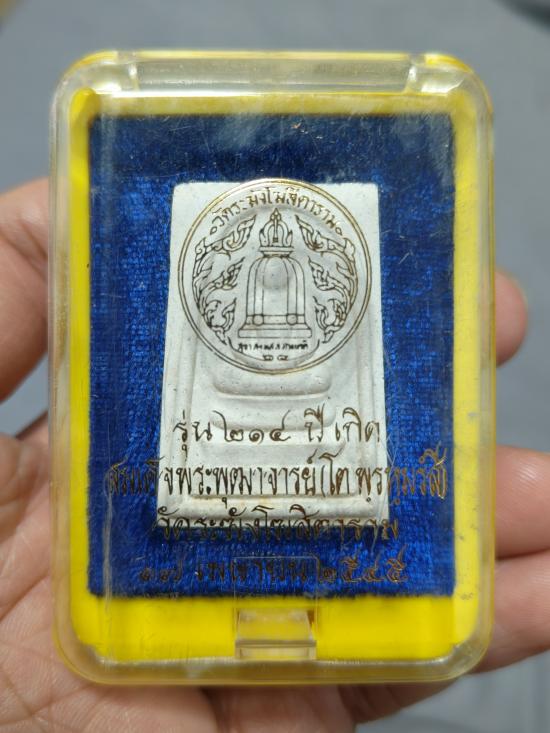 วัดระฆังโฆสิตาราม
๒๔
รุ่น ๒๑๔ ปี เกิด
สมเด็จพระพุฒาจารย์(โต พรหฺมรํสี)
วัดระฆังโฆสิตาราม
๑๗ เมษายน ๒๕๔๕